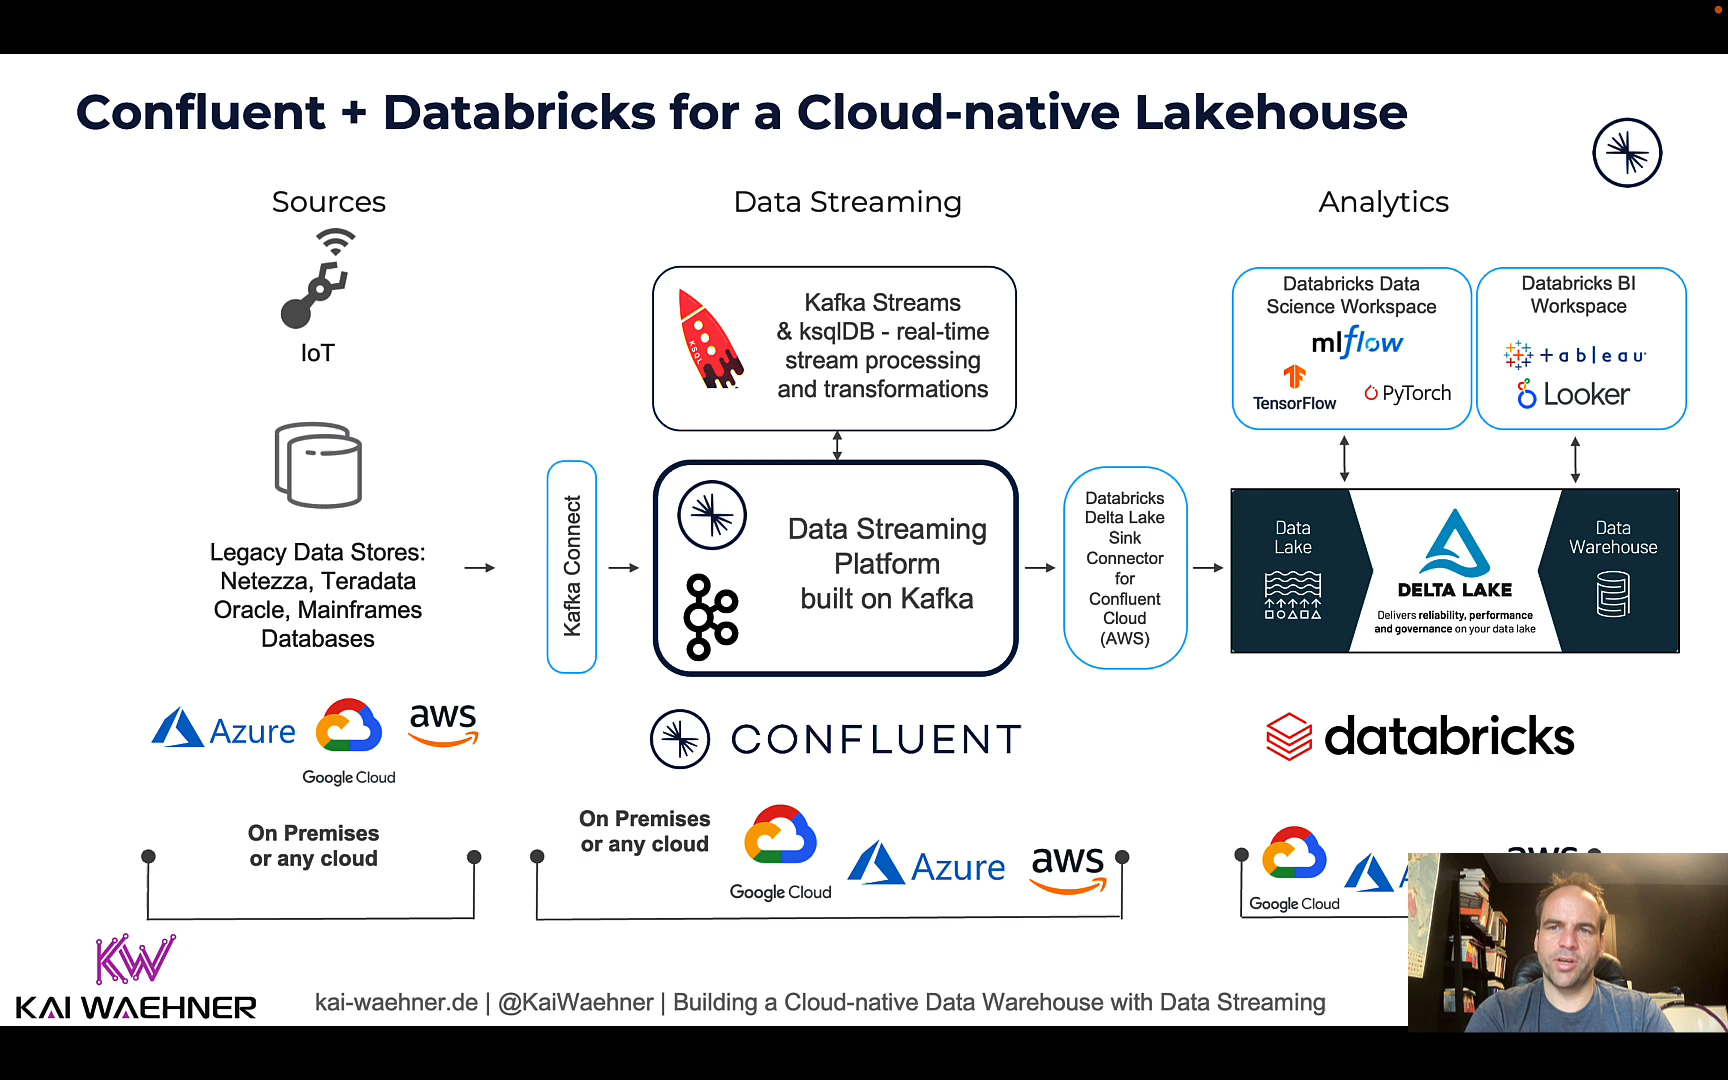 Confluent + Databricks for a Cloud-native Lakehouse
Sources
IoT
Legacy Data Stores:
Netezza, Teradata
Oracle, Mainframes
Databases
Azure
Google Cloud
aws
On Premises
or any cloud
Kafka Connect
Data Streaming
KSQL
Kafka Streams
& ksqlDB - real-time
stream processing
and transformations
Data Streaming
Platform
built on Kafka
CONFLUENT
On Premises
or any cloud
Google Cloud
Azure
aws
Databricks
Delta Lake
Sink
Connector
for
Confluent
Cloud
(AWS)
Analytics
Databricks Data
Science Workspace
mlflow
TensorFlow
PyTorch
Databricks BI
Workspace
+ableau
Looker
Data
Lake
DELTA LAKE
Delivers reliability, performance
and governance on your data lake
Data
Warehouse
databricks
Google Cloud
aws
KW
KAI WAEHNER
kai-waehner.de | @KaiWaehner | Building a Cloud-native Data Warehouse with Data Streaming